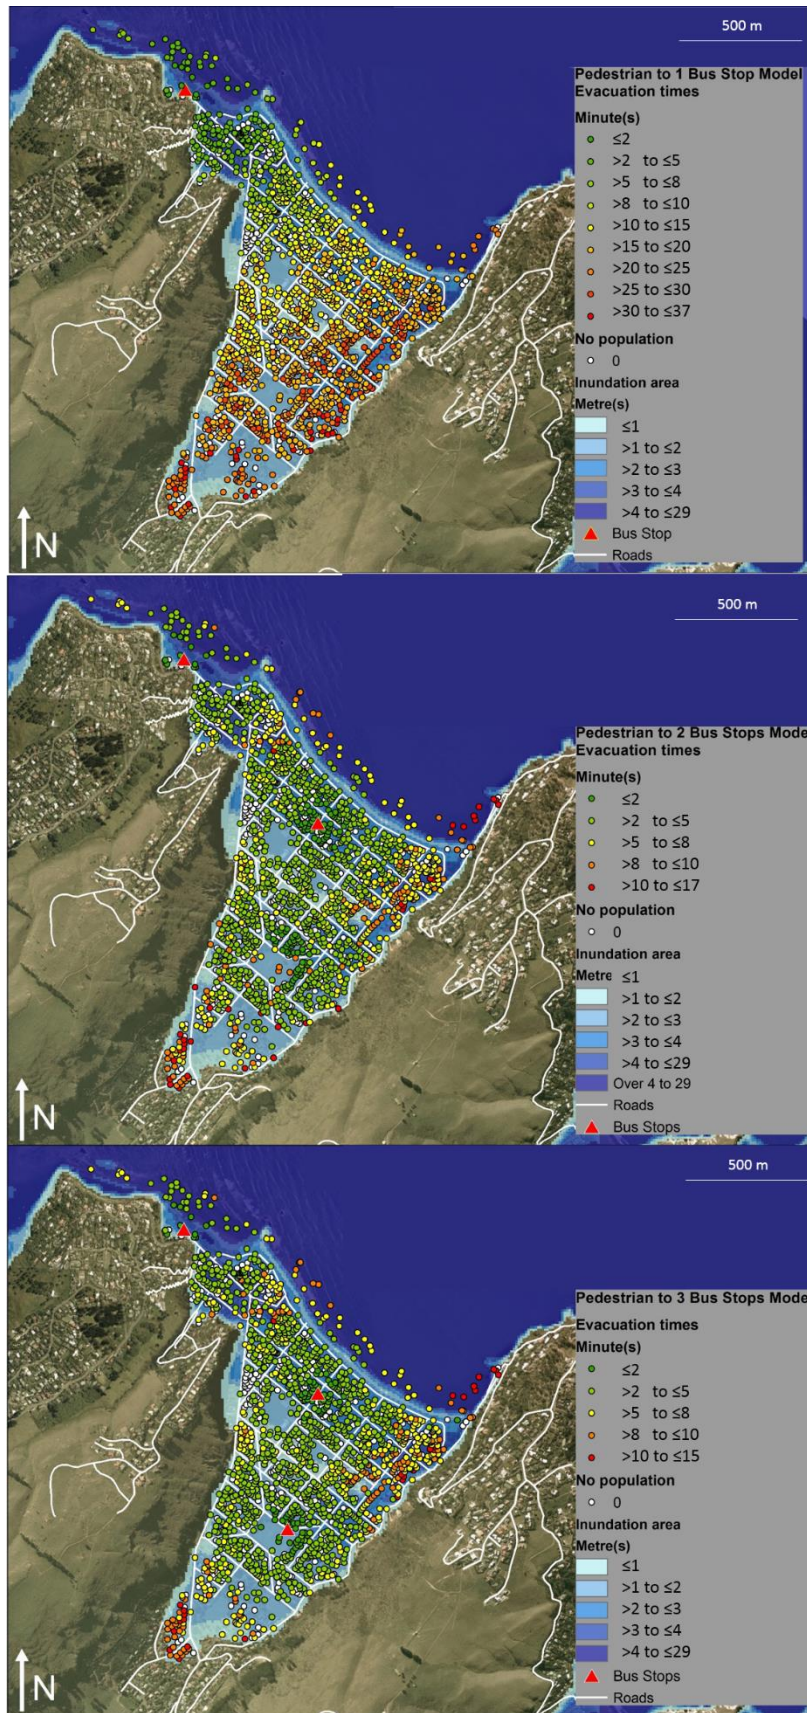 500 m
Pedestrian to 1 Bus Stop Model
Evacuation times
Minute(s)
≤2
>2 to ≤5
>5 to ≤8
>8 to ≤10
>10 to ≤15
>15 to ≤20
>20 to ≤25
>25 to ≤30
>30 to ≤37
No population
0
Inundation area
Metre(s)
≤1
>1 to ≤2
>2 to ≤3
>3 to ≤4
>4 to ≤29
Bus Stop
Roads
N
500 m
Pedestrian to 2 Bus Stops Mode
Evacuation times
Minute(s)
≤2
>2 to ≤5
>5 to ≤8
>8 to ≤10
>10 to ≤17
No population
0
Inundation area
Metre ≤1
>1 to ≤2
>2 to ≤3
>3 to ≤4
>4 to ≤29
Over 4 to 29
Roads
Bus Stops
N
500 m
Pedestrian to 3 Bus Stops Mode
Evacuation times
Minute(s)
≤2
>2 to ≤5
>5 to ≤8
>8 to ≤10
>10 to ≤15
No population
0
Inundation area
Metre(s)
≤1
>1 to ≤2
>2 to ≤3
>3 to ≤4
>4 to ≤29
Bus Stops
Roads
N